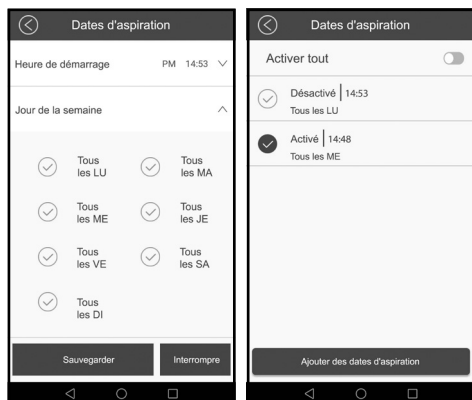 Dates d'aspiration
Heure de démarrage PM 14:53
Jour de la semaine
Tous
les LU
Tous
les MA
Tous
les ME
Tous
les JE
Tous
les VE
Tous
les SA
Tous
les DI
Sauvegarder
Interrompre
Dates d'aspiration
Activer tout
Désactivé | 14:53
Tous les LU
Activé | 14:48
Tous les ME
Ajouter des dates d'aspiration